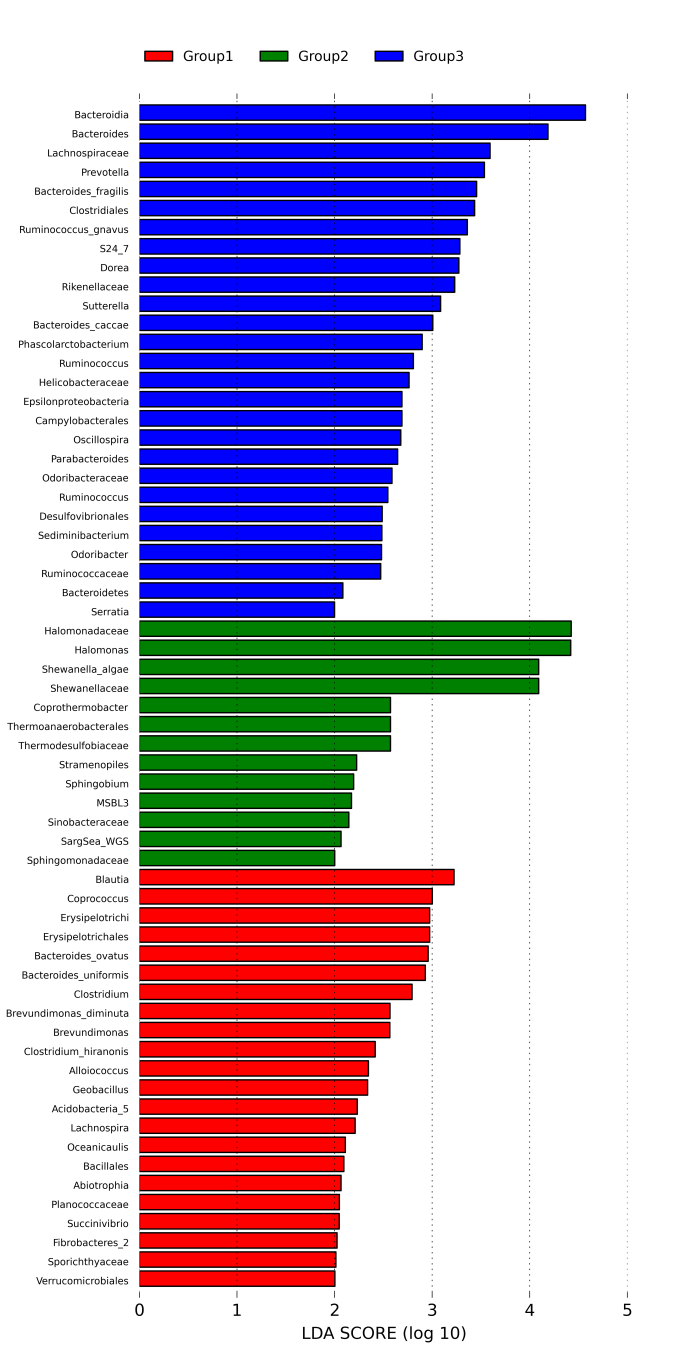 Group1 Group2 Group3
Bacteroidia
Bacteroides
Lachnospiraceae
Prevotella
Bacteroides_fragilis
Clostridiales
Ruminococcus_gnavus
S24_7
Dorea
Rikenellaceae
Sutterella
Bacteroides_caccae
Phascolarctobacterium
Ruminococcus
Helicobacteraceae
Epsilonproteobacteria
Campylobacterales
Oscillospira
Parabacteroides
Odoribacteraceae
Ruminococcus
Desulfovibrionales
Sediminibacterium
Odoribacter
Ruminococcaceae
Bacteroidetes
Serratia
Halomonadaceae
Halomonas
Shewanella_algae
Shewanellaceae
Coprothermobacter
Thermoanaerobacterales
Thermodesulfobiaceae
Stramenopiles
Sphingobium
MSBL3
Sinobacteraceae
SargSea_WGS
Sphingomonadaceae
Blautia
Coprococcus
Erysipelotrichi
Erysipelotrichales
Bacteroides_ovatus
Bacteroides_uniformis
Clostridium
Brevundimonas_diminuta
Brevundimonas
Clostridium_hiranonis
Alloiococcus
Geobacillus
Acidobacteria_5
Lachnospira
Oceanicaulis
Bacillales
Abiotrophia
Planococcaceae
Succinivibrio
Fibrobacteres_2
Sporichthyaceae
Verrucomicrobiales
0 1 2 3 4 5
LDA SCORE (log 10)